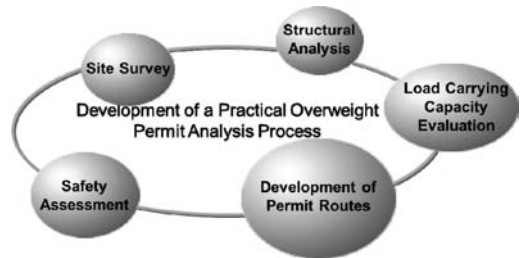 Structural
Analysis
Site Survey
Load Carrying
Capacity
Evaluation
Development of a Practical Overweight
Permit Analysis Process
Safety
Assessment
Development of
Permit Routes